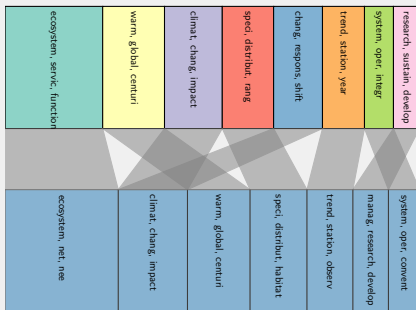 ecosystem, servic, function
warm, global, centuri
climat, chang, impact
speci, distribut, rang
chang, respons, shift
trend, station, year
system, oper, integr
research, sustain, develop
ecosystem, net, nee
climat, chang, impact
warm, global, centuri
speci, distribut, habitat
trend, station, observ
manag, research, develop
system, oper, convent